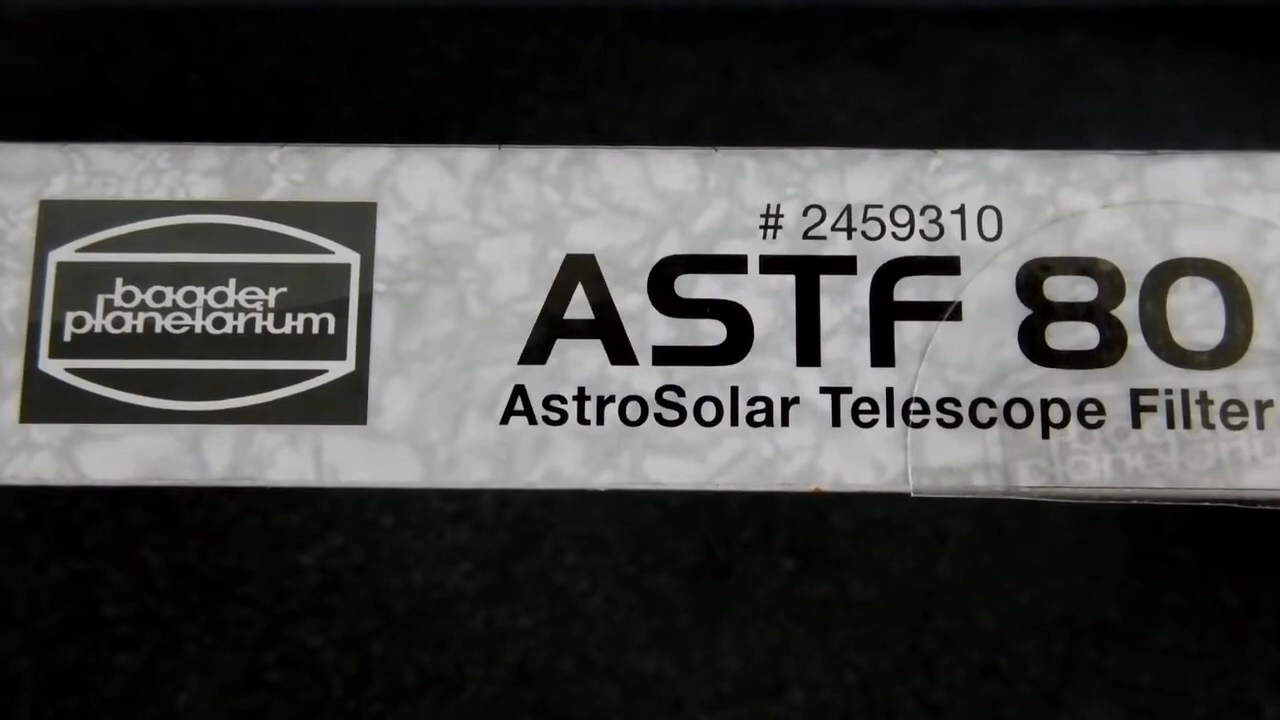 baader
planetarium
# 2459310
ASTF 80
AstroSolar Telescope Filter